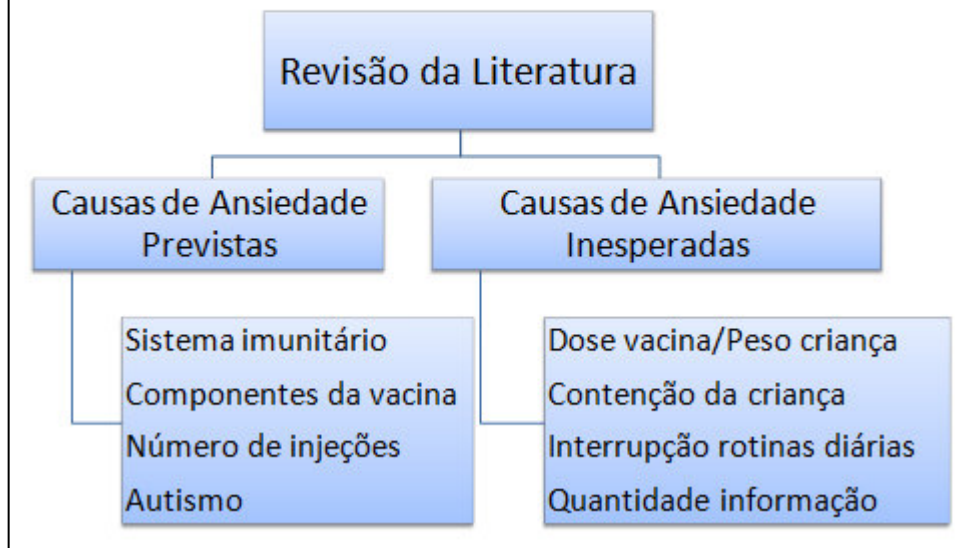 Revisão da Literatura
Causas de Ansiedade
Previstas
Causas de Ansiedade
Inesperadas
Sistema imunitário
Componentes da vacina
Número de injeções
Autismo
Dose vacina/Peso criança
Contenção da criança
Interrupção rotinas diárias
Quantidade informação